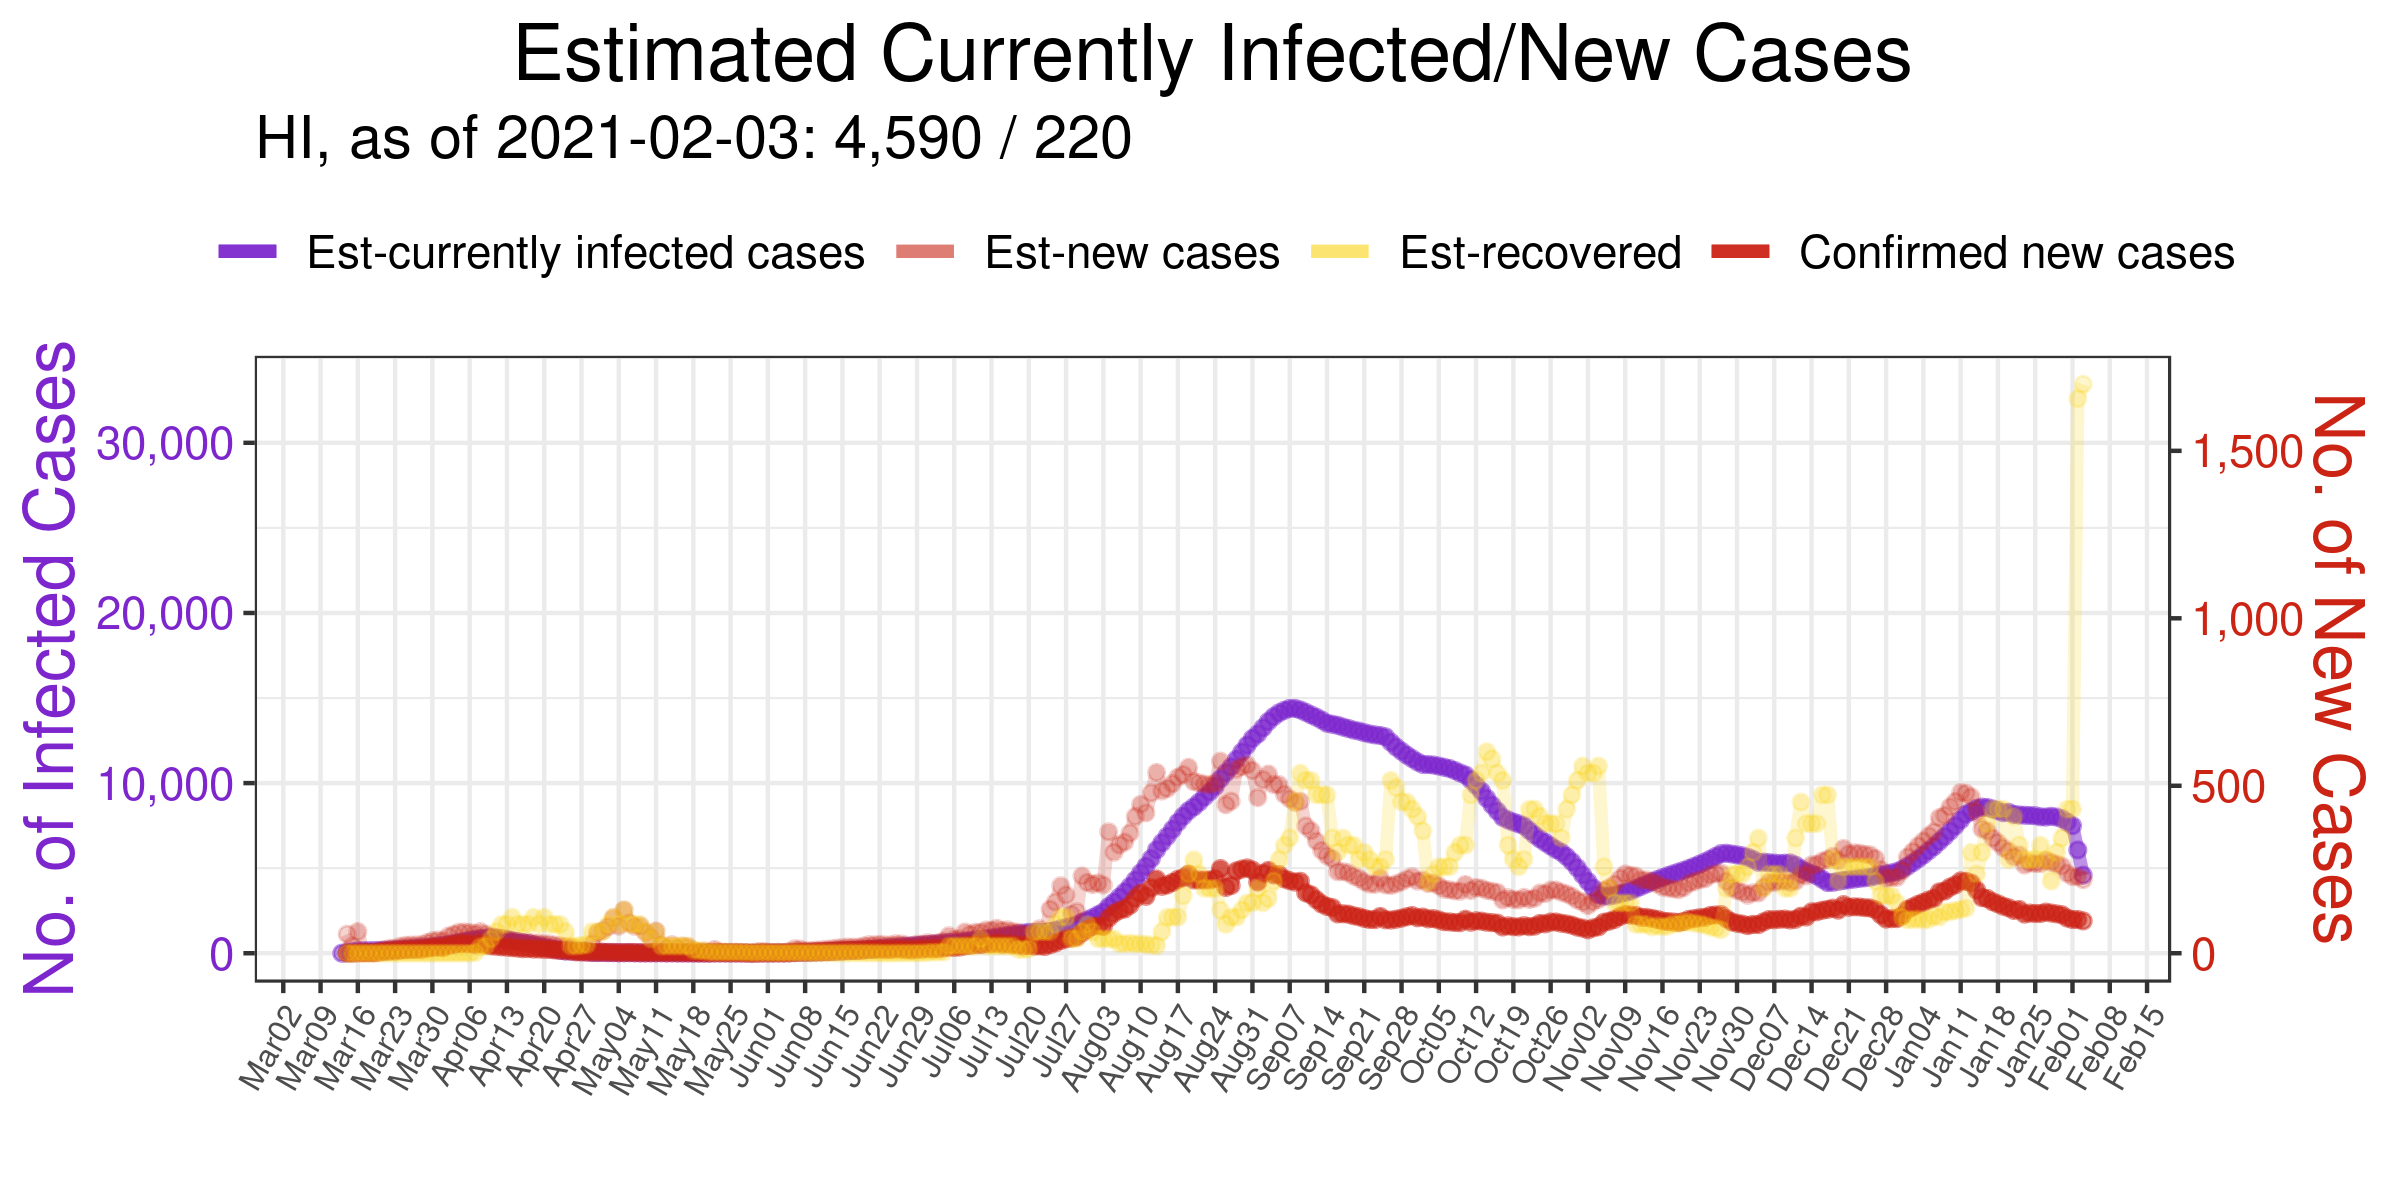 Estimated Currently Infected/New Cases
HI, as of 2021-02-03: 4,590 / 220
Est-currently infected cases
Est-new cases
Est-recovered
Confirmed new cases
No. of Infected Cases
30,000
20,000
10,000
0
1,500
1,000
500
0
No. of New Cases
Mar02
Mar09
Mar16
Mar23
Mar30
Apr06
Apr13
Apr20
Apr27
May04
May11
May18
May25
Jun01
Jun08
Jun15
Jun22
Jun29
Jul06
Jul13
Jul20
Jul27
Aug03
Aug10
Aug17
Aug24
Aug31
Sep07
Sep14
Sep21
Sep28
Oct05
Oct12
Oct19
Oct26
Nov02
Nov09
Nov16
Nov23
Nov30
Dec07
Dec14
Dec21
Dec28
Jan04
Jan11
Jan18
Jan25
Feb01
Feb08
Feb15